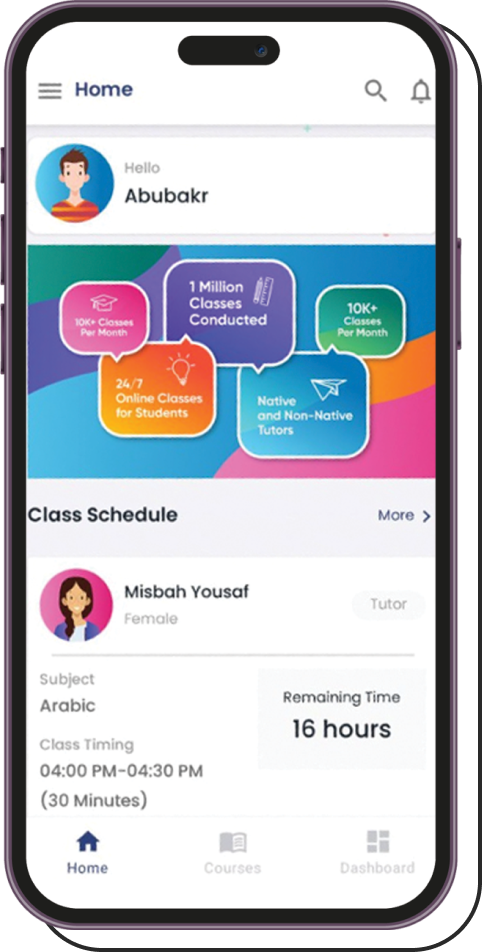 Home
Hello
Abubakr
10K+ Classes
Per Month
1 Million
Classes
Conducted
10K+
Classes
Per Month
24/7
Online Classes
for Students
Native
and Non-Native
Tutors
Class Schedule
More
Misbah Yousaf
Female
Tutor
Subject
Arabic
Remaining Time
16 hours
Class Timing
04:00 PM-04:30 PM
(30 Minutes)
Home
Courses
Dashboard